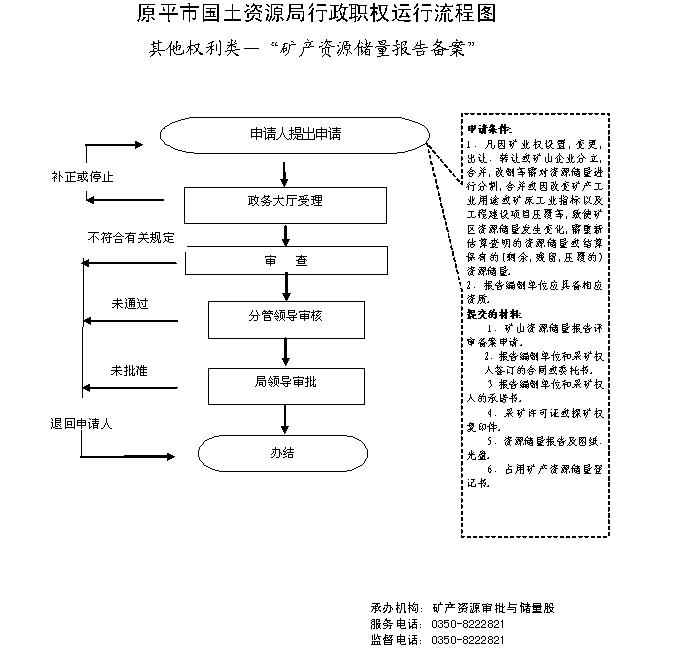 原平市国土资源局行政职权运行流程图
其他权利类—“矿产资源储量报告备案”
申请人提出申请
补正或停止
政务大厅受理
不符合有关规定
审 查
未通过
分管领导审核
未批准
局领导审批
退回申请人
办结
申请条件:
1. 凡因矿业权设置,变更,
出让、转让或矿山企业分立,
合并,改制等需对资源储量进
行分割,合并或因改变矿产工
业用途或矿床工业指标以及
工程建设项目压覆等,致使矿
区资源储量发生变化,需重新
估算查明的资源储量或结算
保有的(剩余,残留,压覆的)
资源储量.
2. 报告编制单位应具备相应
资质.
提交的材料:
1. 矿山资源储量报告评
审备案申请.
2. 报告编制单位和采矿权
人签订的合同或委托书.
3 报告编制单位和采矿权
人的承诺书.
4. 采矿许可证或探矿权
复印件.
5. 资源储量报告及图纸、
光盘.
6. 占用矿产资源储量登
记书.
承办机构：矿产资源审批与储量股
服务电话：0350-8222821
监督电话：0350-8222821